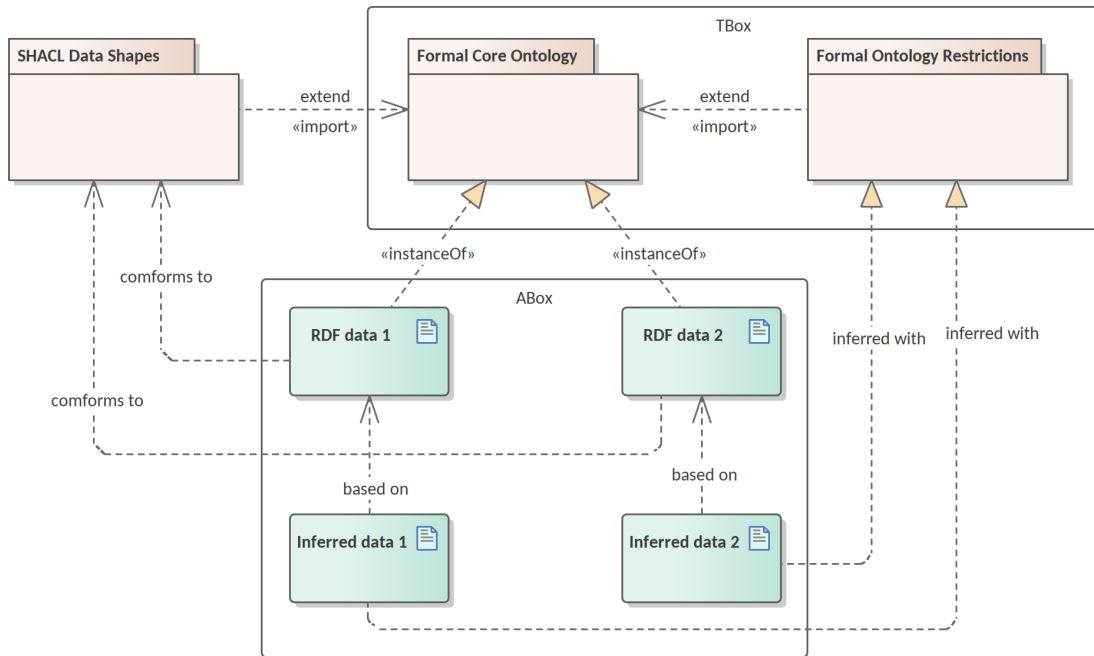 TBox
SHACL Data Shapes
Formal Core Ontology
Formal Ontology Restrictions
extend
«import»
extend
«import»
«instanceOf»
«instanceOf»
comforms to
ABox
RDF data 1
RDF data 2
inferred with
inferred with
comforms to
based on
based on
Inferred data 1
Inferred data 2